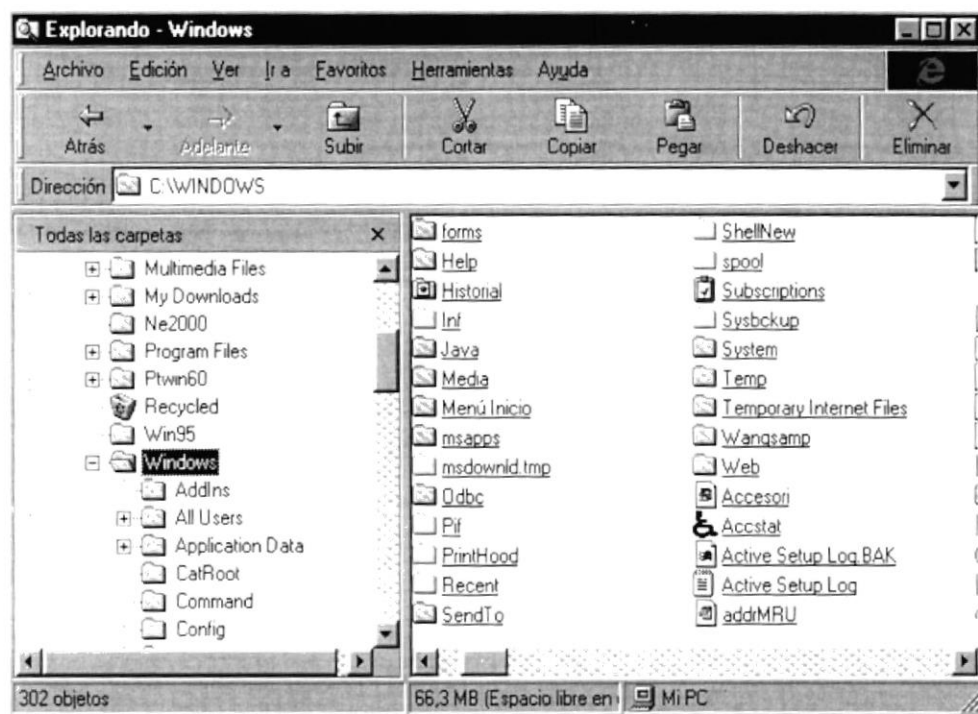 Explorando - Windows
Archivo Edición Ver Ir a Favoritos Herramientas Ayuda
Atrás Adelante Subir Cortar Copiar Pegar Deshacer Eliminar
Dirección C:\WINDOWS
Todas las carpetas
Multimedia Files
My Downloads
Ne2000
Program Files
Ptwin60
Recycled
Win95
Windows
AddIns
All Users
Application Data
CatRoot
Command
Config
forms
Help
Historial
Inf
Java
Media
Menú Inicio
msapps
msdownld.tmp
Odbc
Pif
PrintHood
Recent
SendTo
ShellNew
spool
Subscriptions
Sysbckup
System
Temp
Temporary Internet Files
Wangsamp
Web
Accesori
Accstat
Active Setup Log.BAK
Active Setup Log
addrMRU
302 objetos 66,3 MB (Espacio libre en Mi PC